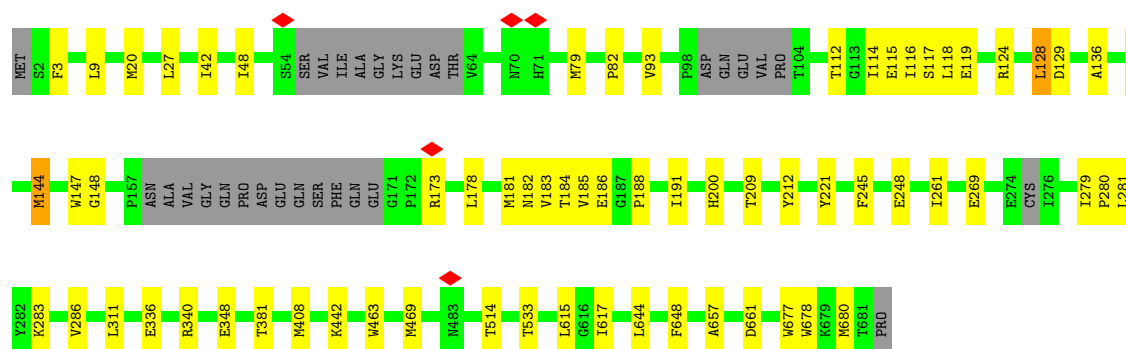 MET S2 F3 L9 M20 L27 I42 I48 S54 SER VAL ILE ALA GLY LYS GLU ASP THR V64 N70 H71 M79 P82 V93 P98 ASP GLN GLU VAL PRO T104 T112 G113 I114 E115 I116 S117 L118 E119 R124 L128 D129 A136
M144 W147 G148 P157 ASN ALA VAL GLY GLN PRO ASP GLU GLN SER PHE GLN GLU G171 P172 R173 L178 M181 N182 V183 T184 V185 E186 G187 P188 I191 H200 T209 Y212 Y221 F245 E248 I261 E269 E274 CYS I276 I279 P280 L281
Y282 K283 V286 L311 E336 R340 E348 T381 M408 K442 W463 M469 N483 T514 T533 L615 G616 I617 L644 F648 A657 D661 W677 W678 K679 M680 T681 PRO